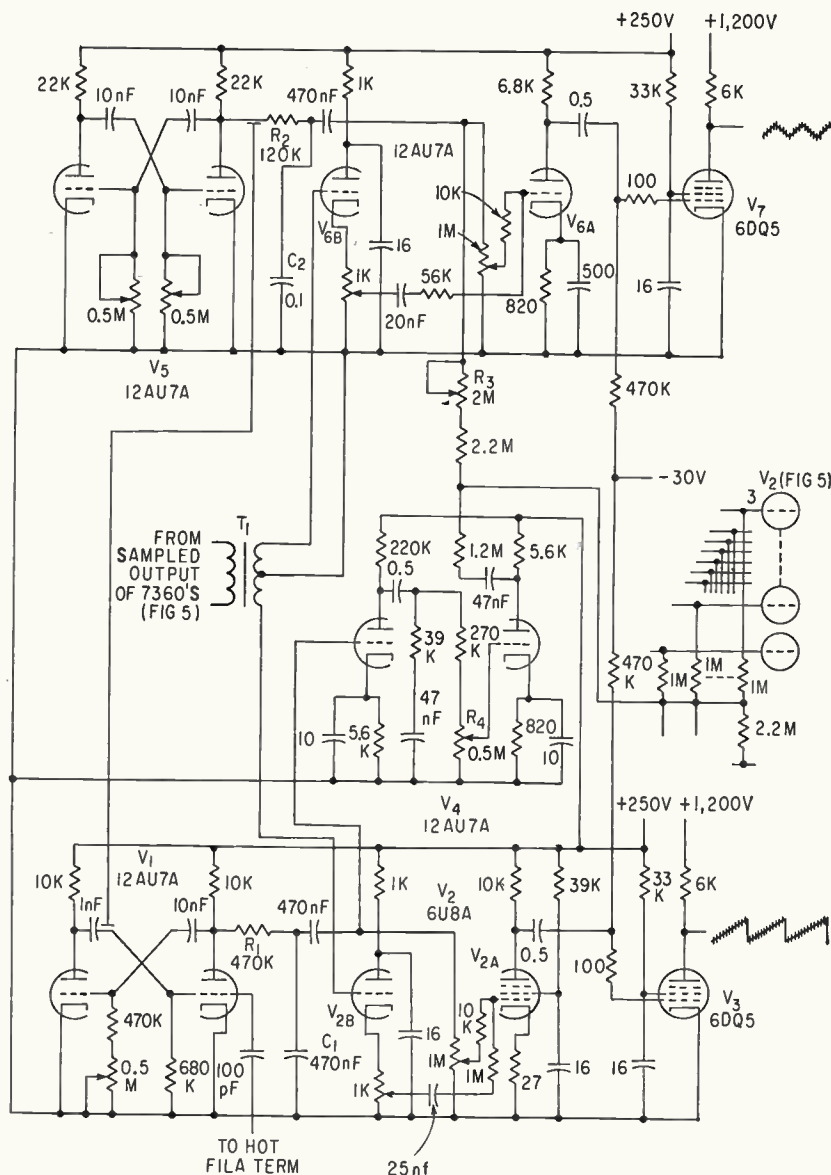 +250V
+1,200V
22K
22K
1K
6.8K
33K
6K
10nF
10nF
470nF
0.5
R2
120K
12AU7A
10K
100
V7
6DQ5
V6B
1M
V6A
16
C2
0.1
1K
56K
820
500
16
0.5M
0.5M
20nF
V5
12AU7A
R3
2M
470K
2.2M
-30V
V2(FIG 5)
3
FROM
SAMPLED
OUTPUT
OF 7360'S
(FIG 5)
T1
220K
1.2M
5.6K
0.5
47nF
39
K
270
K
470
K
1M
1M
1M
10
5.6
K
47
nF
R4
0.5M
820
10
2.2M
V4
12AU7A
+250V
+1,200V
V1
12AU7A
10K
10K
1K
V2
6U8A
10K
39K
33
K
6K
1nF
10nF
470nF
R1
470K
0.5
100
V2B
V2A
V3
6DQ5
470K
10
K
16
1M
1M
0.5
M
680
K
100
pF
C1
470nF
1K
27
16
16
TO HOT
FILA TERM
25nf